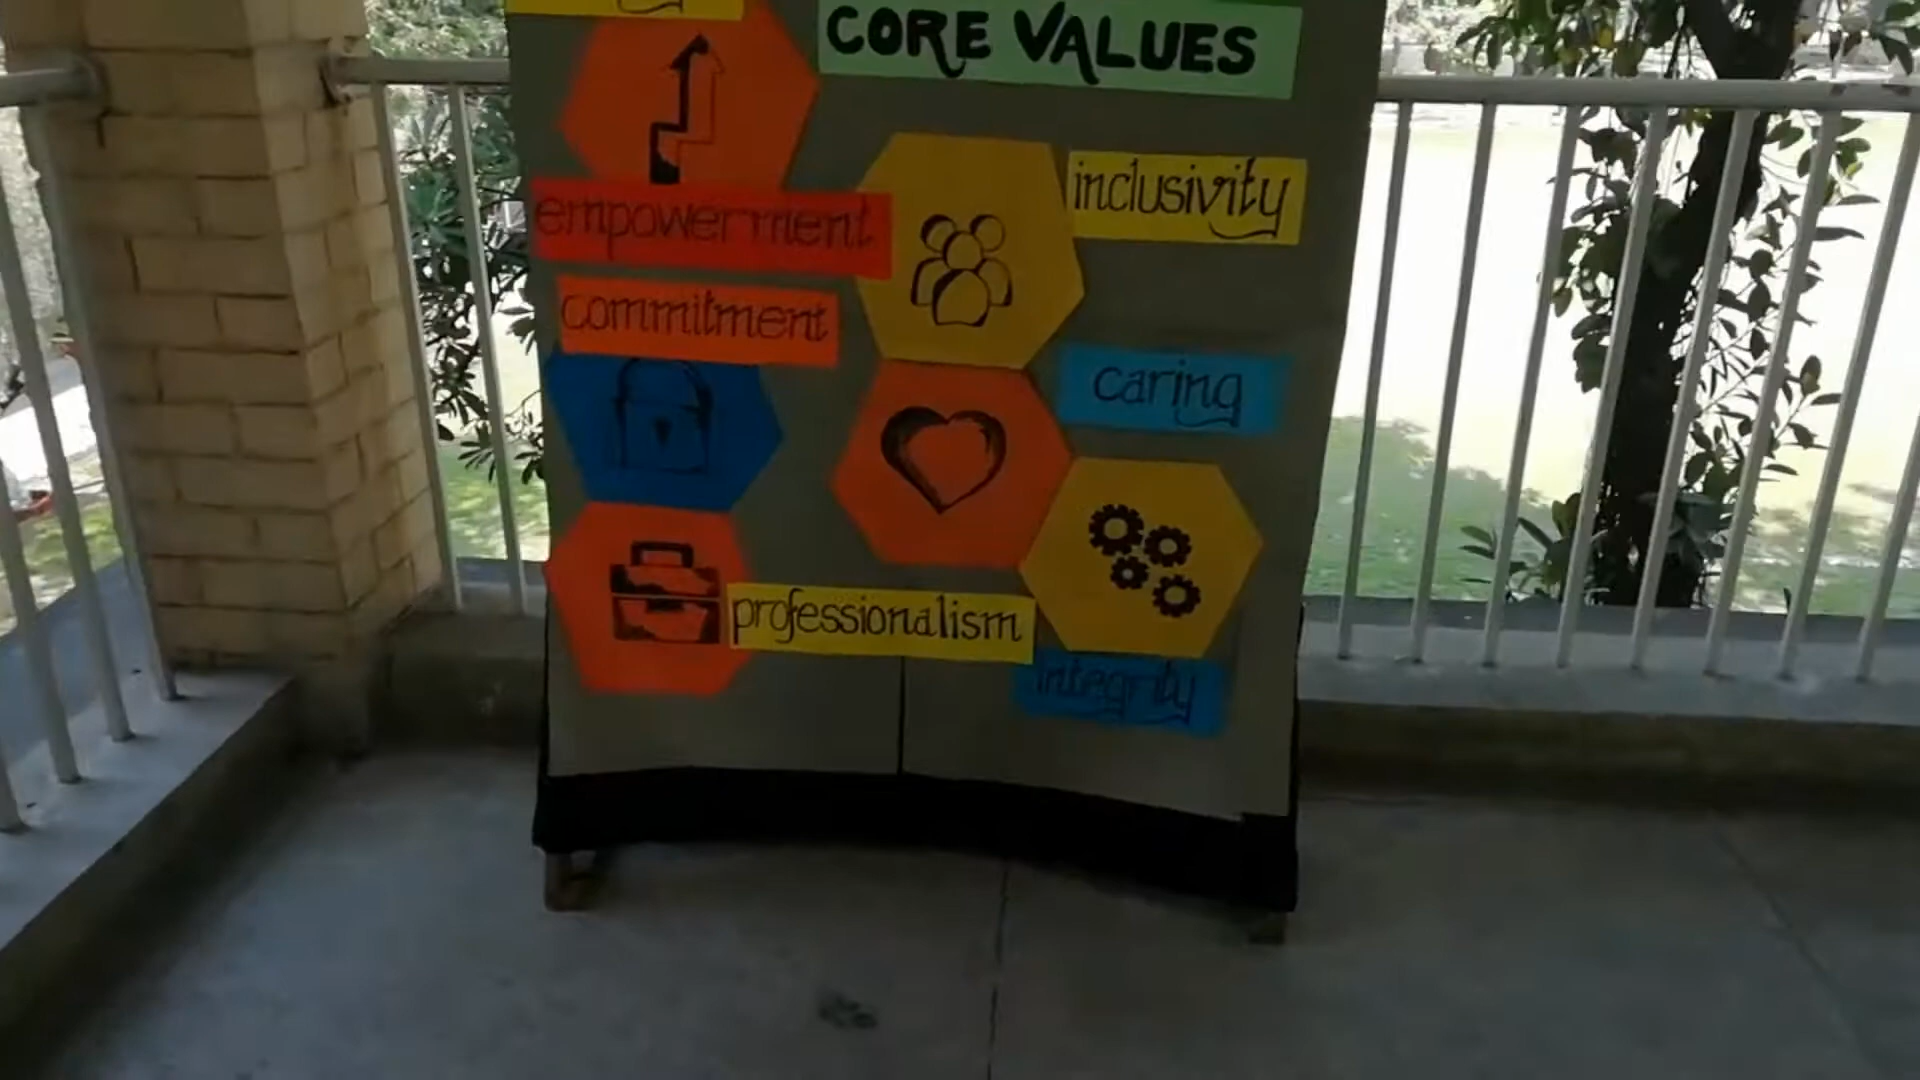 CORE VALUES
empowerment
inclusivity
commitment
caring
professionalism
integrity